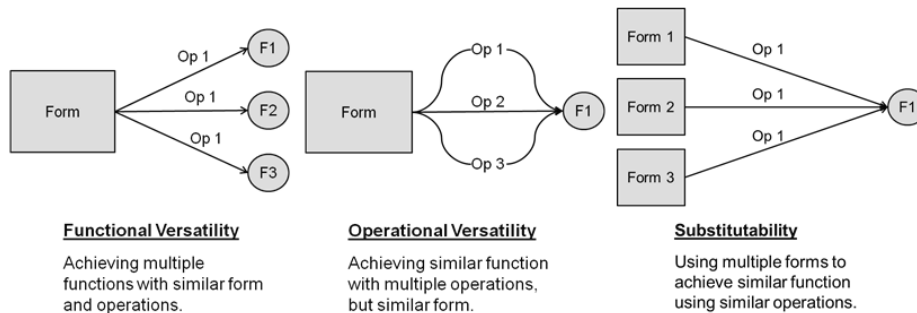 Form
Op 1
F1
Op 1
F2
Op 1
F3
Functional Versatility
Achieving multiple
functions with similar form
and operations.
Form
Op 1
Op 2
Op 3
F1
Operational Versatility
Achieving similar function
with multiple operations,
but similar form.
Form 1
Op 1
Form 2
Op 1
F1
Form 3
Op 1
Substitutability
Using multiple forms to
achieve similar function
using similar operations.